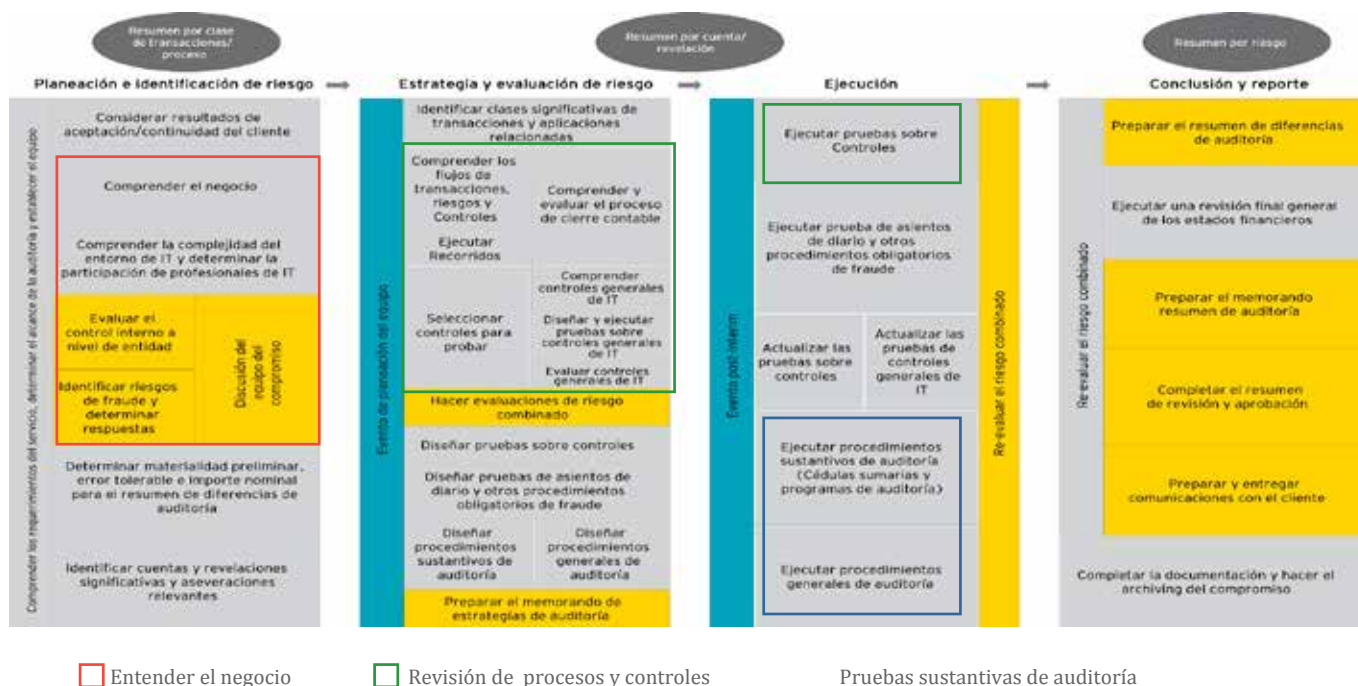 Resumen por clase
de transacciones/
proceso
Resumen por cuenta/
revelación
Resumen por riesgo
Planeación e identificación de riesgo
Estrategia y evaluación de riesgo
Ejecución
Conclusión y reporte
Comprender los requerimientos del servicio, determinar el alcance de la auditoría y establecer el equipo
Considerar resultados de
aceptación/continuidad del cliente
Comprender el negocio
Comprender la complejidad del
entorno de IT y determinar la
participación de profesionales de IT
Evaluar el
control interno a
nivel de entidad
Identificar riesgos
de fraude y
determinar
respuestas
Discusión del
equipo del
compromiso
Determinar materialidad preliminar,
error tolerable e importe nominal
para el resumen de diferencias de
auditoría
Identificar cuentas y revelaciones
significativas y aseveraciones
relevantes
Evento de planeación del equipo
Identificar clases significativas de
transacciones y aplicaciones
relacionadas
Comprender los
flujos de
transacciones,
riesgos y
Controles
Ejecutar
Recorridos
Comprender y
evaluar el proceso
de cierre contable
Seleccionar
controles para
probar
Comprender
controles generales
de IT
Diseñar y ejecutar
pruebas sobre
controles generales
de IT
Evaluar controles
generales de IT
Hacer evaluaciones de riesgo
combinado
Diseñar pruebas sobre controles
Diseñar pruebas de asientos de
diario y otros procedimientos
obligatorios de fraude
Diseñar
procedimientos
sustantivos de
auditoría
Diseñar
procedimientos
generales de
auditoría
Preparar el memorando de
estrategias de auditoría
Evento post interim
Ejecutar pruebas sobre
Controles
Ejecutar prueba de asientos
de diario y otros
procedimientos obligatorios
de fraude
Actualizar las
pruebas sobre
controles
Actualizar las
pruebas de
controles
generales de
IT
Ejecutar procedimientos
sustantivos de auditoría
(Cédulas sumarias y
programas de auditoría)
Ejecutar procedimientos
generales de auditoría
Re-evaluar el riesgo combinado
Re-evaluar el riesgo combinado
Preparar el resumen de diferencias
de auditoría
Ejecutar una revisión final general
de los estados financieros
Preparar el memorando
resumen de auditoría
Completar el resumen
de revisión y aprobación
Preparar y entregar
comunicaciones con el cliente
Completar la documentación y hacer el
archiving del compromiso
Entender el negocio
Revisión de procesos y controles
Pruebas sustantivas de auditoría